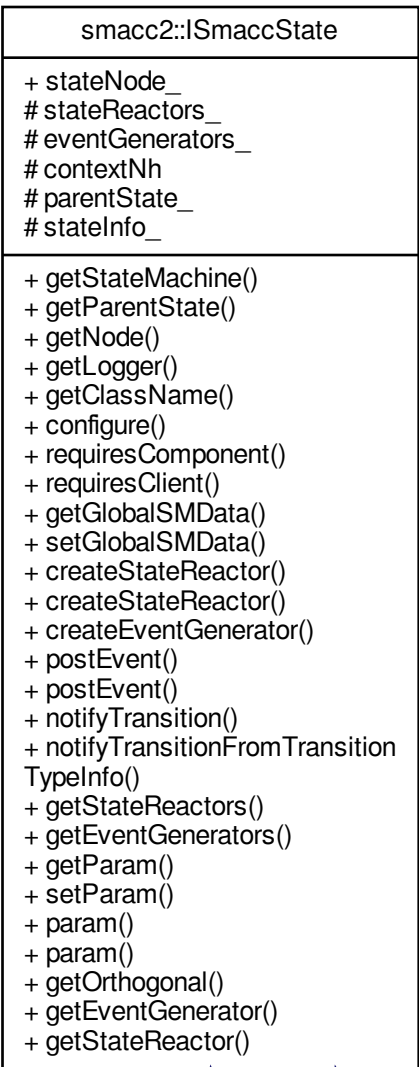 smacc2::ISmaccState
+ stateNode_
# stateReactors_
# eventGenerators_
# contextNh
# parentState_
# stateInfo_
+ getStateMachine()
+ getParentState()
+ getNode()
+ getLogger()
+ getClassName()
+ configure()
+ requiresComponent()
+ requiresClient()
+ getGlobalSMData()
+ setGlobalSMData()
+ createStateReactor()
+ createStateReactor()
+ createEventGenerator()
+ postEvent()
+ postEvent()
+ notifyTransition()
+ notifyTransitionFromTransition
TypeInfo()
+ getStateReactors()
+ getEventGenerators()
+ getParam()
+ setParam()
+ param()
+ param()
+ getOrthogonal()
+ getEventGenerator()
+ getStateReactor()